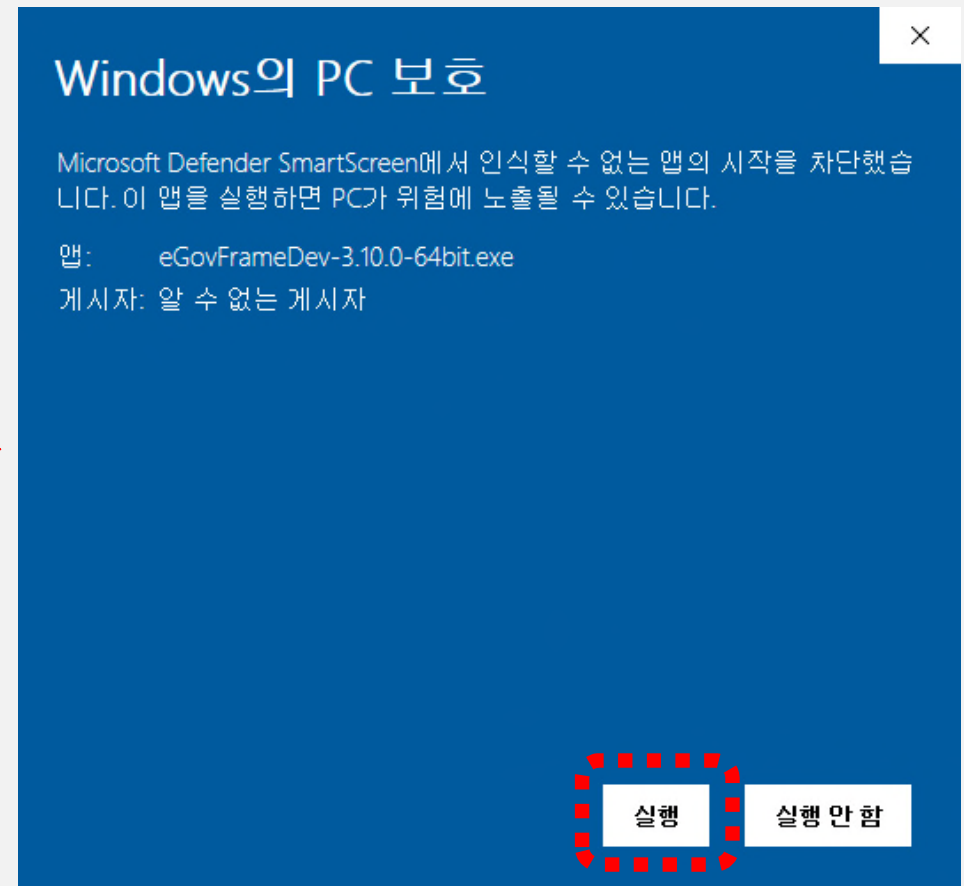 Windows의 PC 보호
Microsoft Defender SmartScreen에서 인식할 수 없는 앱의 시작을 차단했습
니다. 이 앱을 실행하면 PC가 위험에 노출될 수 있습니다.
앱: eGovFrameDev-3.10.0-64bit.exe
게시자: 알 수 없는 게시자
실행 실행 안 함